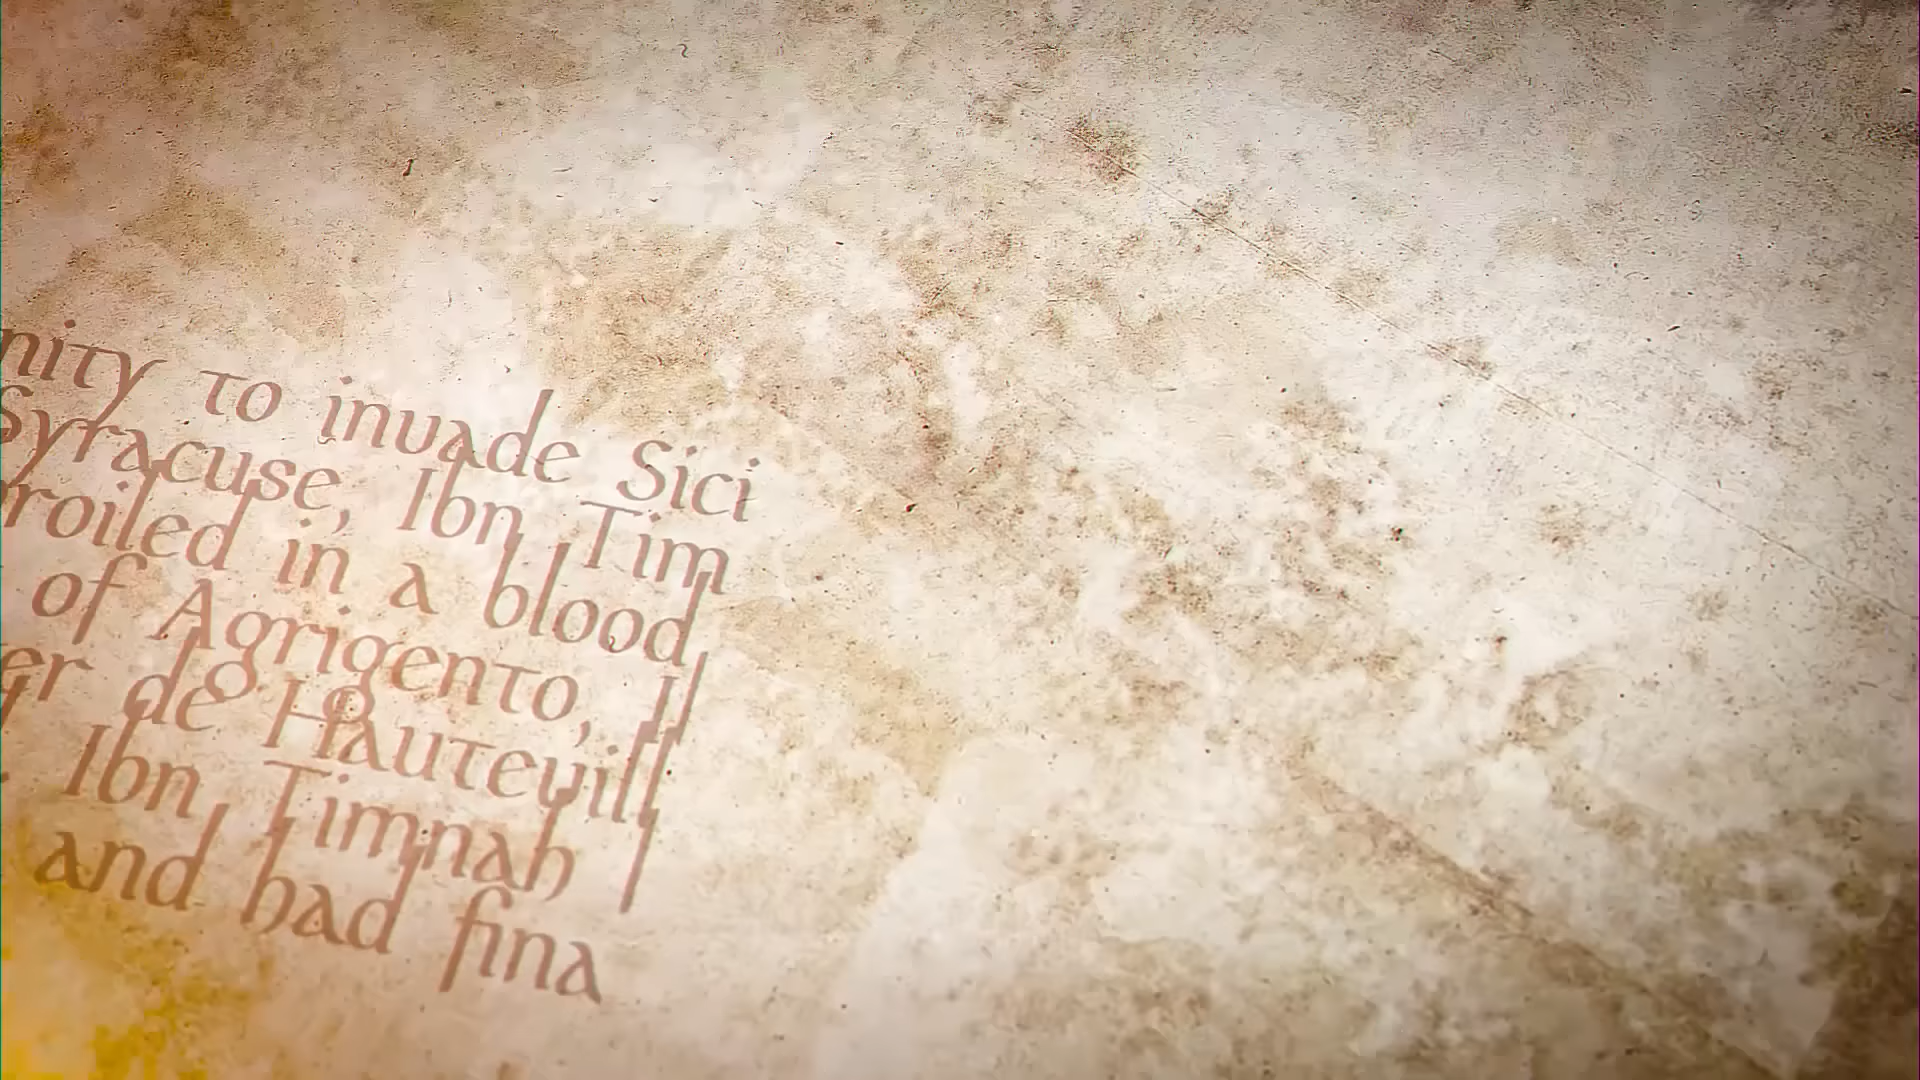 nity to invade Sici
Syracuse, Ibn Tim
roiled in a blood
of Agrigento, I
er de Hauteuill
Ibn Timnah
and had fina